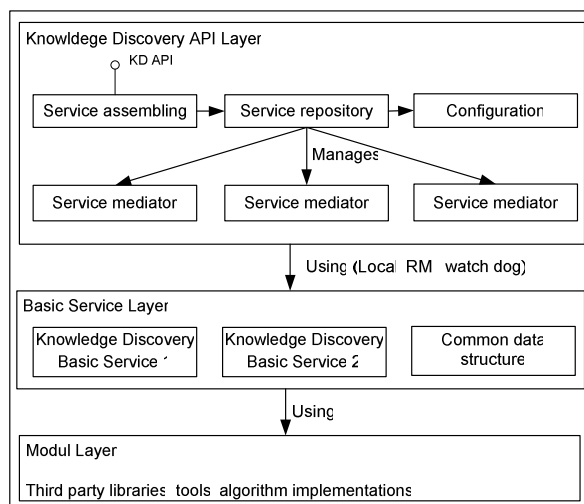 Knowldege Discovery API Layer
KD API
Service assembling
Service repository
Configuration
Manages
Service mediator
Service mediator
Service mediator
Using (Local RM watch dog)
Basic Service Layer
Knowledge Discovery
Basic Service 1
Knowledge Discovery
Basic Service 2
Common data
structure
Using
Modul Layer
Third party libraries tools algorithm implementations